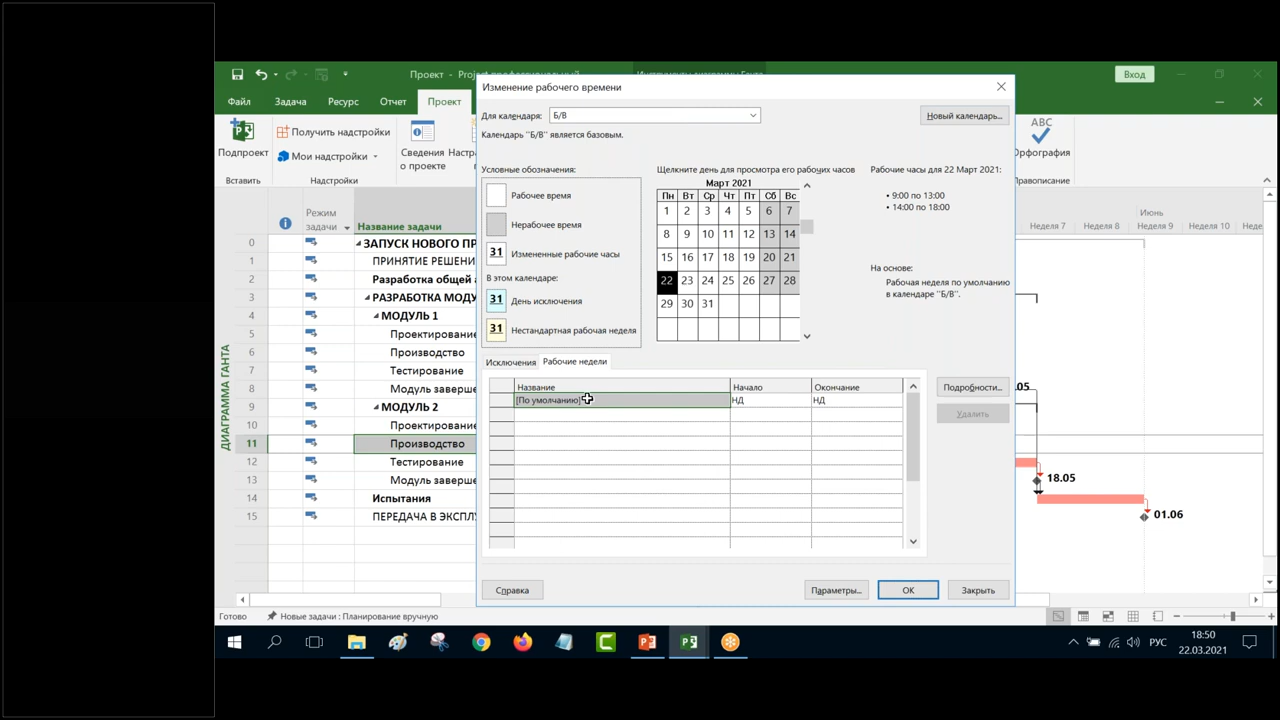 Проект - Project профессиональный
Вход
Файл
Задача
Ресурс
Отчет
Проект
Подпроект
Вставить
Получить надстройки
Мои надстройки
Надстройки
Сведения
о проекте
ABC
Орфография
Правописание
Изменение рабочего времени
Для календаря:
Б/В
Новый календарь...
Календарь "Б/В" является базовым.
Условные обозначения:
Рабочее время
Нерабочее время
31 Измененные рабочие часы
В этом календаре:
31 День исключения
31 Нестандартная рабочая неделя
Щелкните день для просмотра его рабочих часов
Март 2021
Пн Вт Ср Чт Пт Сб Вс
1 2 3 4 5 6 7
8 9 10 11 12 13 14
15 16 17 18 19 20 21
22 23 24 25 26 27 28
29 30 31
Рабочие часы для 22 Март 2021:
• 9:00 по 13:00
• 14:00 по 18:00
На основе:
Рабочая неделя по умолчанию
в календаре "Б/В".
Исключения
Рабочие недели
Название Начало Окончание
[По умолчанию] НД НД
Подробности...
Удалить
Справка
Параметры...
OK
Закрыть
ДИАГРАММА ГАНТА
Режим
задачи
Название задачи
0 ЗАПУСК НОВОГО ПР
1 ПРИНЯТИЕ РЕШЕНИ
2 Разработка общей
3 РАЗРАБОТКА МОДУ
4 МОДУЛЬ 1
5 Проектирование
6 Производство
7 Тестирование
8 Модуль заверше
9 МОДУЛЬ 2
10 Проектирование
11 Производство
12 Тестирование
13 Модуль заверше
14 Испытания
15 ПЕРЕДАЧА В ЭКСПЛ
Июнь
Неделя 7 Неделя 8 Неделя 9 Неделя 10 Неде
.05
18.05
01.06
Готово
Новые задачи : Планирование вручную
РУС
18:50
22.03.2021